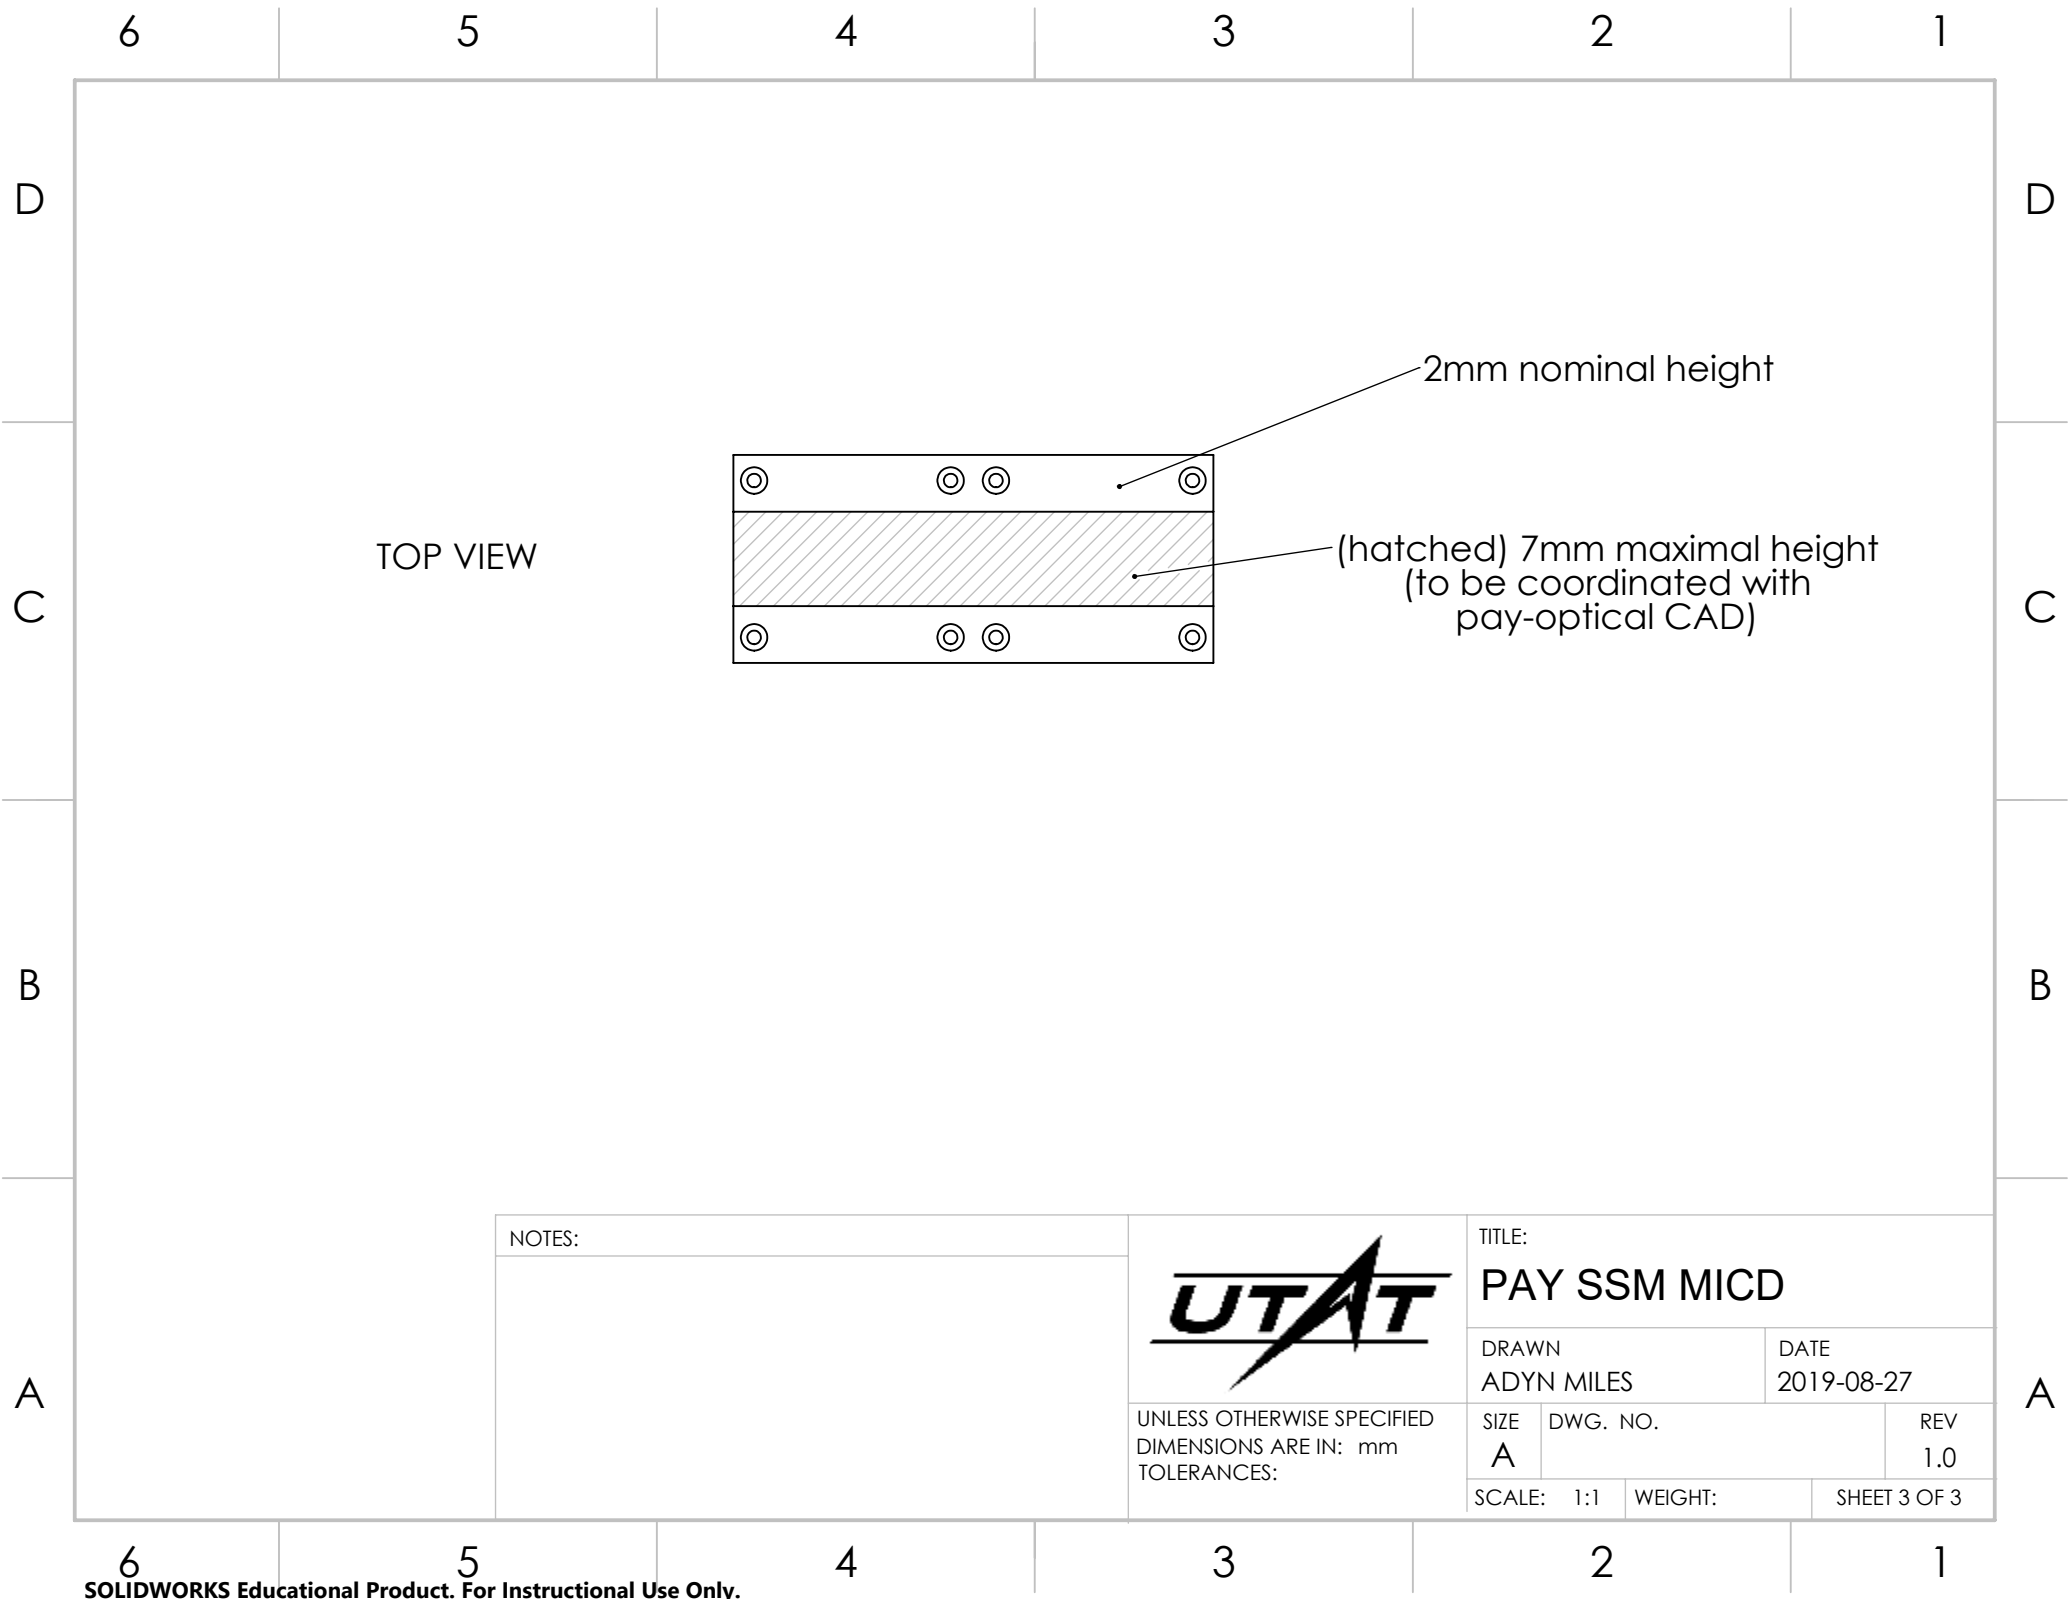 6 5 4 3 2 1
D D
2mm nominal height
TOP VIEW
(hatched) 7mm maximal height
(to be coordinated with
pay-optical CAD)
C C
B B
NOTES:
UTAT
TITLE:
PAY SSM MICD
DRAWN
ADYN MILES
DATE
2019-08-27
A A
UNLESS OTHERWISE SPECIFIED
DIMENSIONS ARE IN: mm
TOLERANCES:
SIZE
A
DWG. NO.
REV
1.0
SCALE: 1:1
WEIGHT:
SHEET 3 OF 3
6 5 4 3 2 1
SOLIDWORKS Educational Product. For Instructional Use Only.